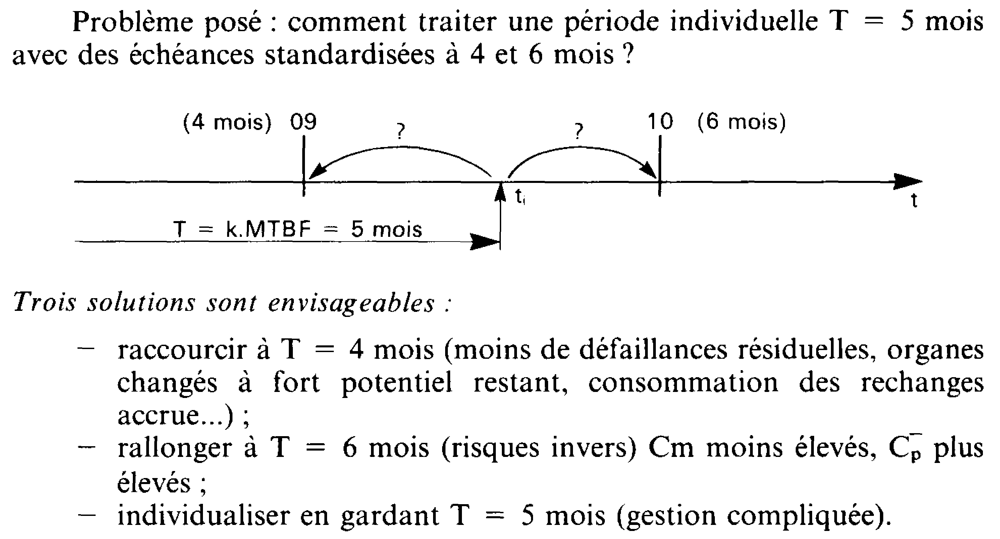 Problème posé : comment traiter une période individuelle T = 5 mois
avec des échéances standardisées à 4 et 6 mois ?
(4 mois) 09 ? ? 10 (6 mois)
tᵢ
t
T = k.MTBF = 5 mois
Trois solutions sont envisageables :
– raccourcir à T = 4 mois (moins de défaillances résiduelles, organes
changés à fort potentiel restant, consommation des rechanges
accrue...) ;
– rallonger à T = 6 mois (risques invers) Cm moins élevés, C̄p plus
élevés ;
– individualiser en gardant T = 5 mois (gestion compliquée).